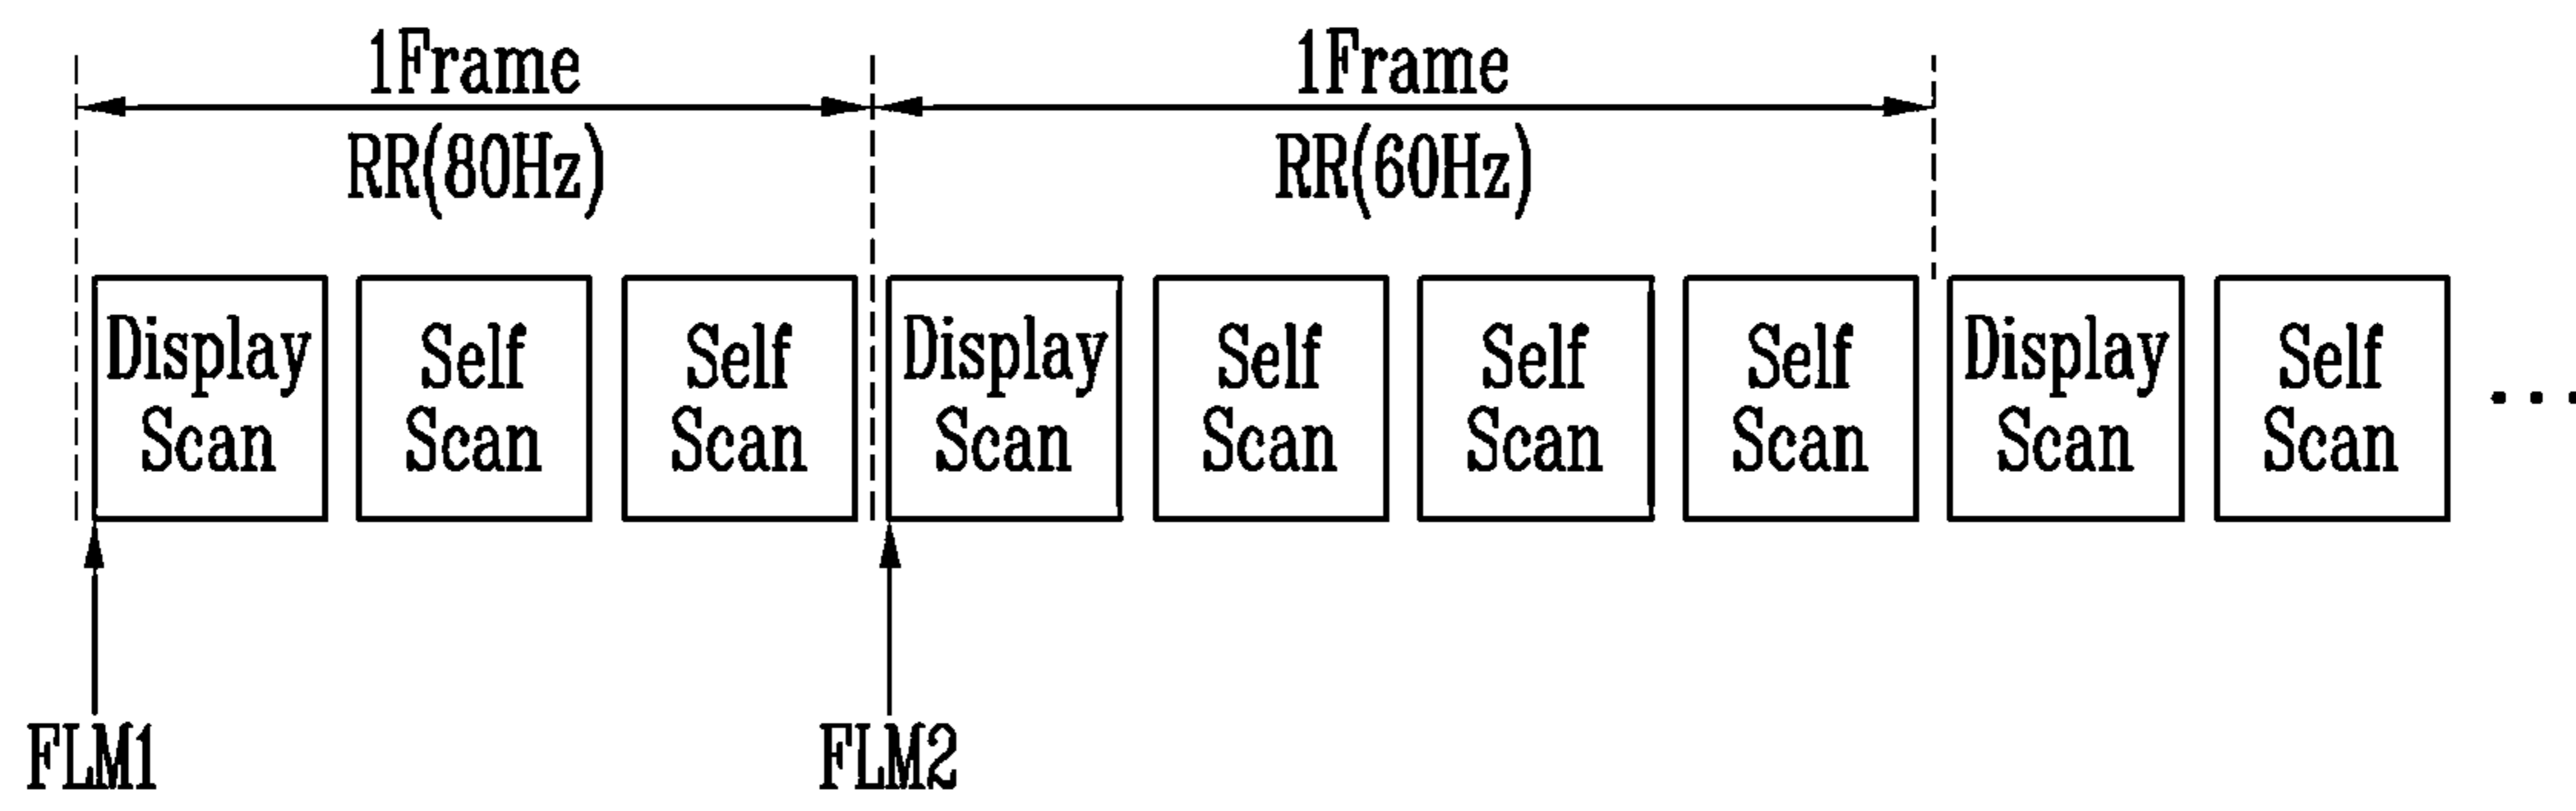 1Frame
1Frame
RR(80Hz)
RR(60Hz)
Display
Scan
Self
Scan
Self
Scan
Display
Scan
Self
Scan
Self
Scan
Self
Scan
Display
Scan
Self
Scan
...
FLM1
FLM2